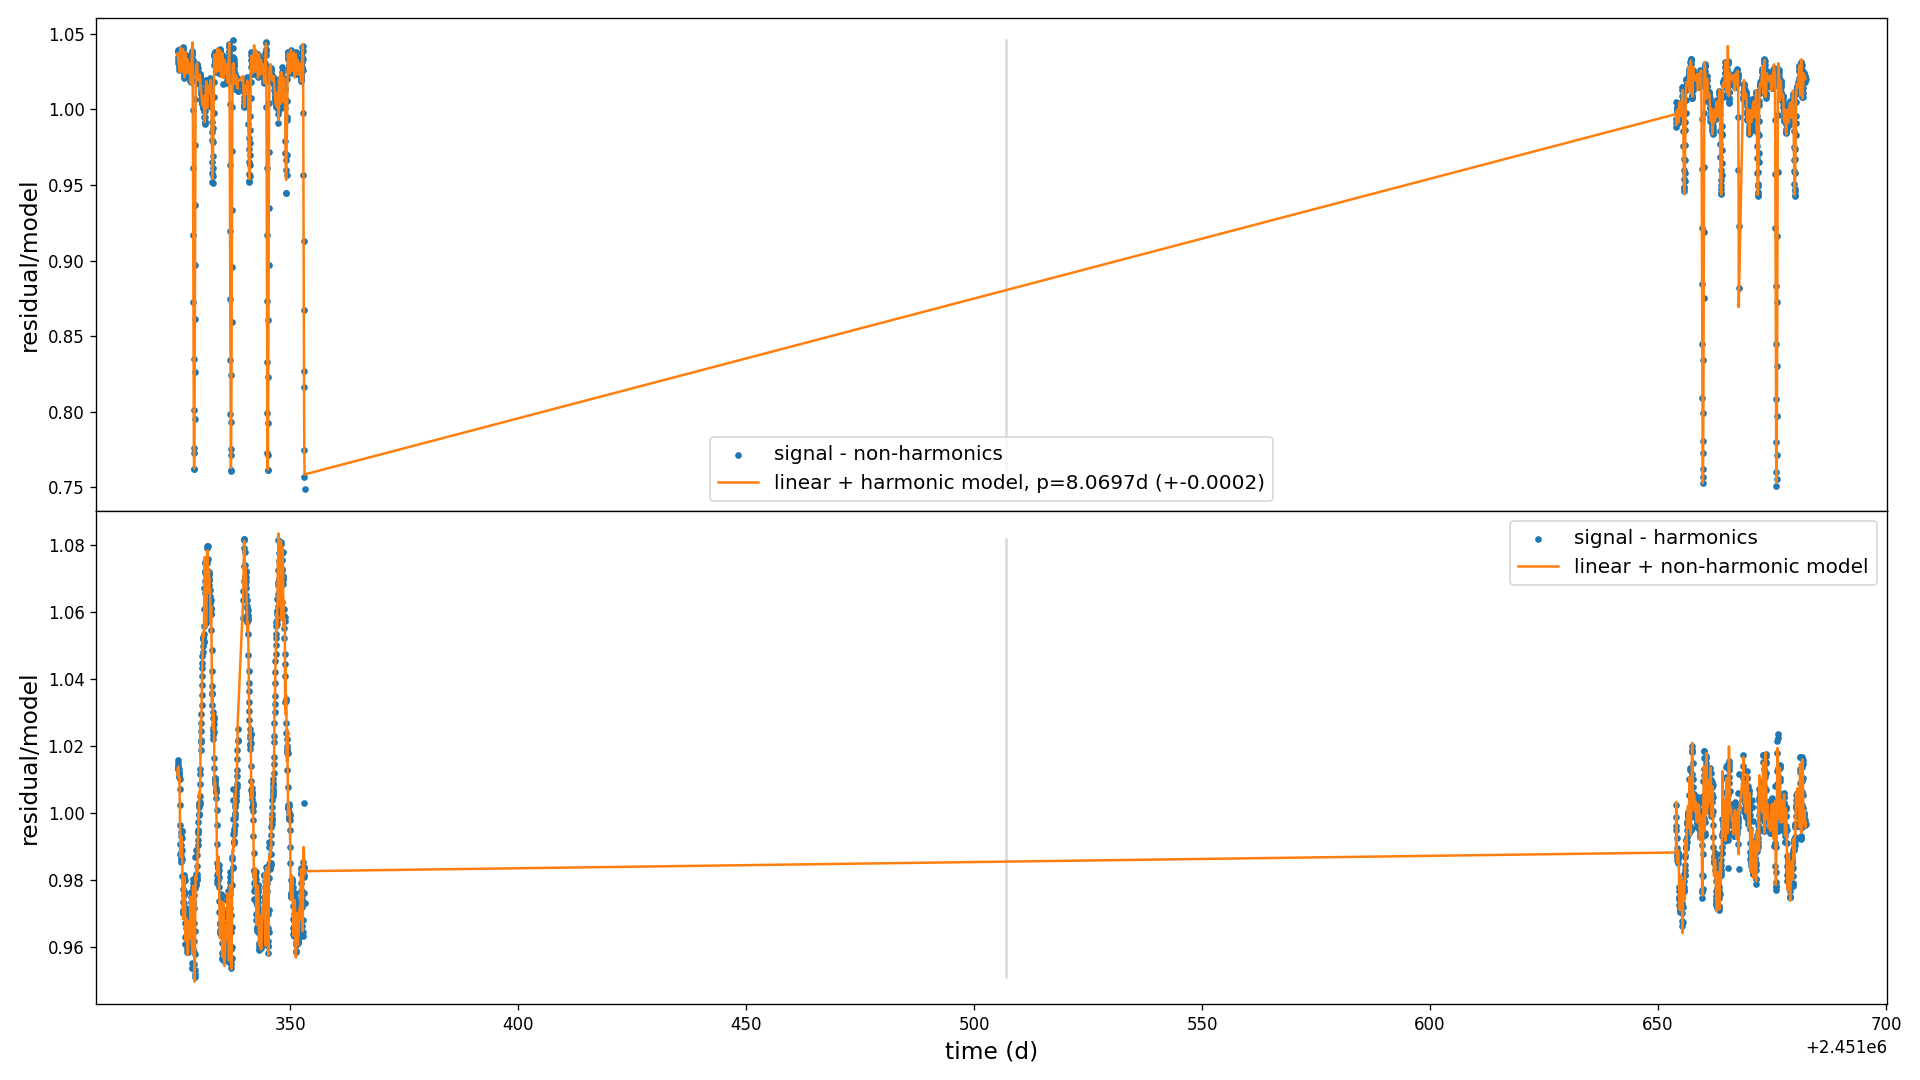 1.05
1.00
0.95
0.90
0.85
0.80
0.75
residual/model
signal - non-harmonics
linear + harmonic model, p=8.0697d (+-0.0002)
1.08
1.06
1.04
1.02
1.00
0.98
0.96
residual/model
signal - harmonics
linear + non-harmonic model
350
400
450
500
550
600
650
700
+2.451e6
time (d)